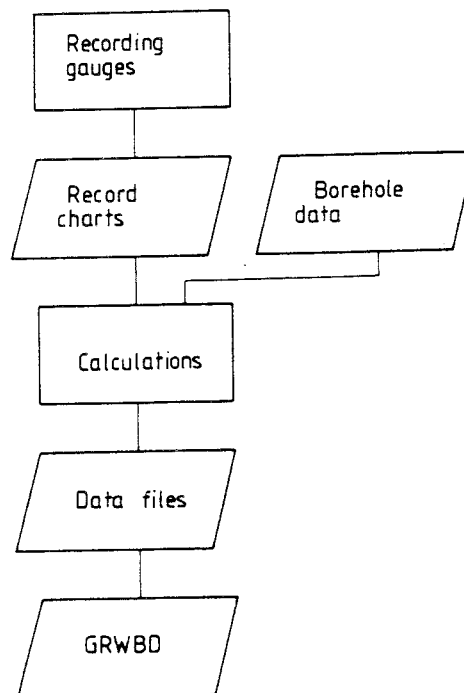 Recording
gauges
Record
charts
Borehole
data
Calculations
Data files
GRWBD